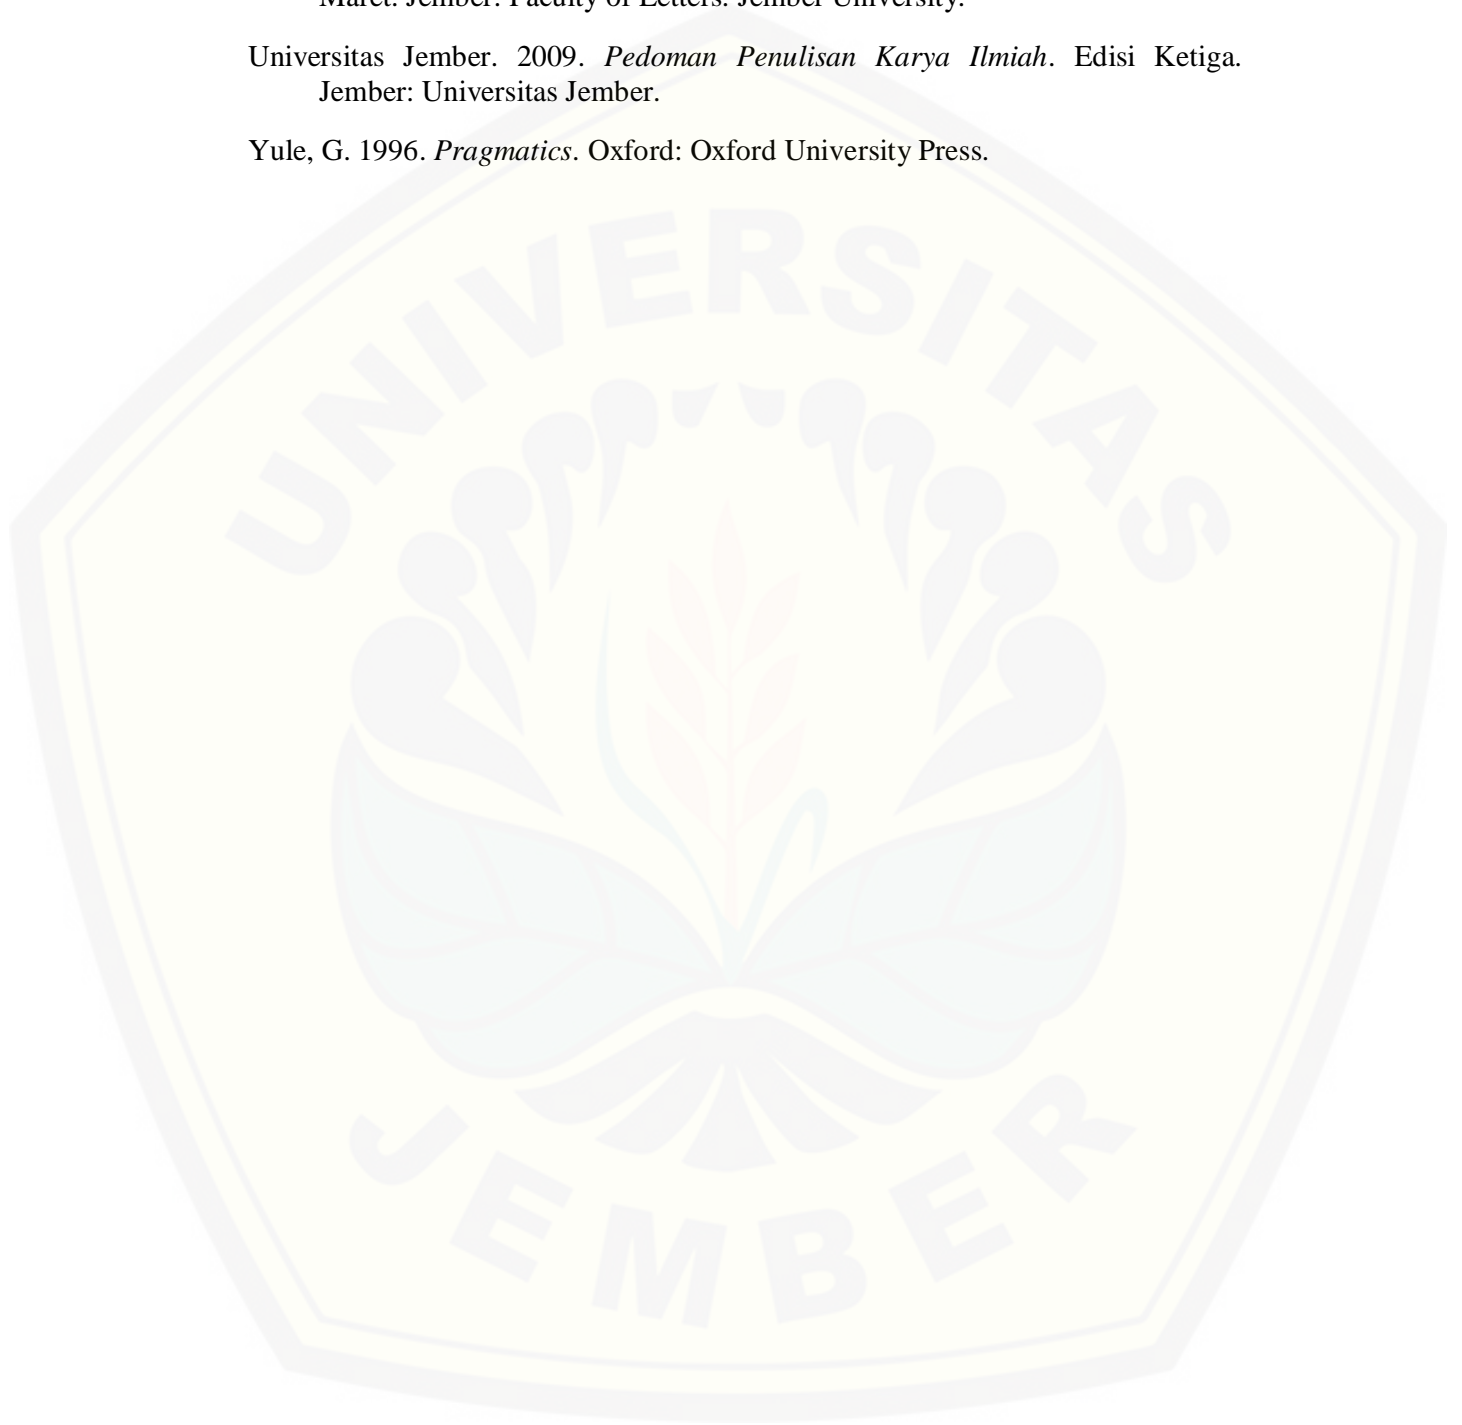 Maret. Jember: Faculty of Letters. Jember University.
Universitas Jember. 2009. Pedoman Penulisan Karya Ilmiah. Edisi Ketiga.
Jember: Universitas Jember.
Yule, G. 1996. Pragmatics. Oxford: Oxford University Press.
UNIVERSITAS
JEMBER